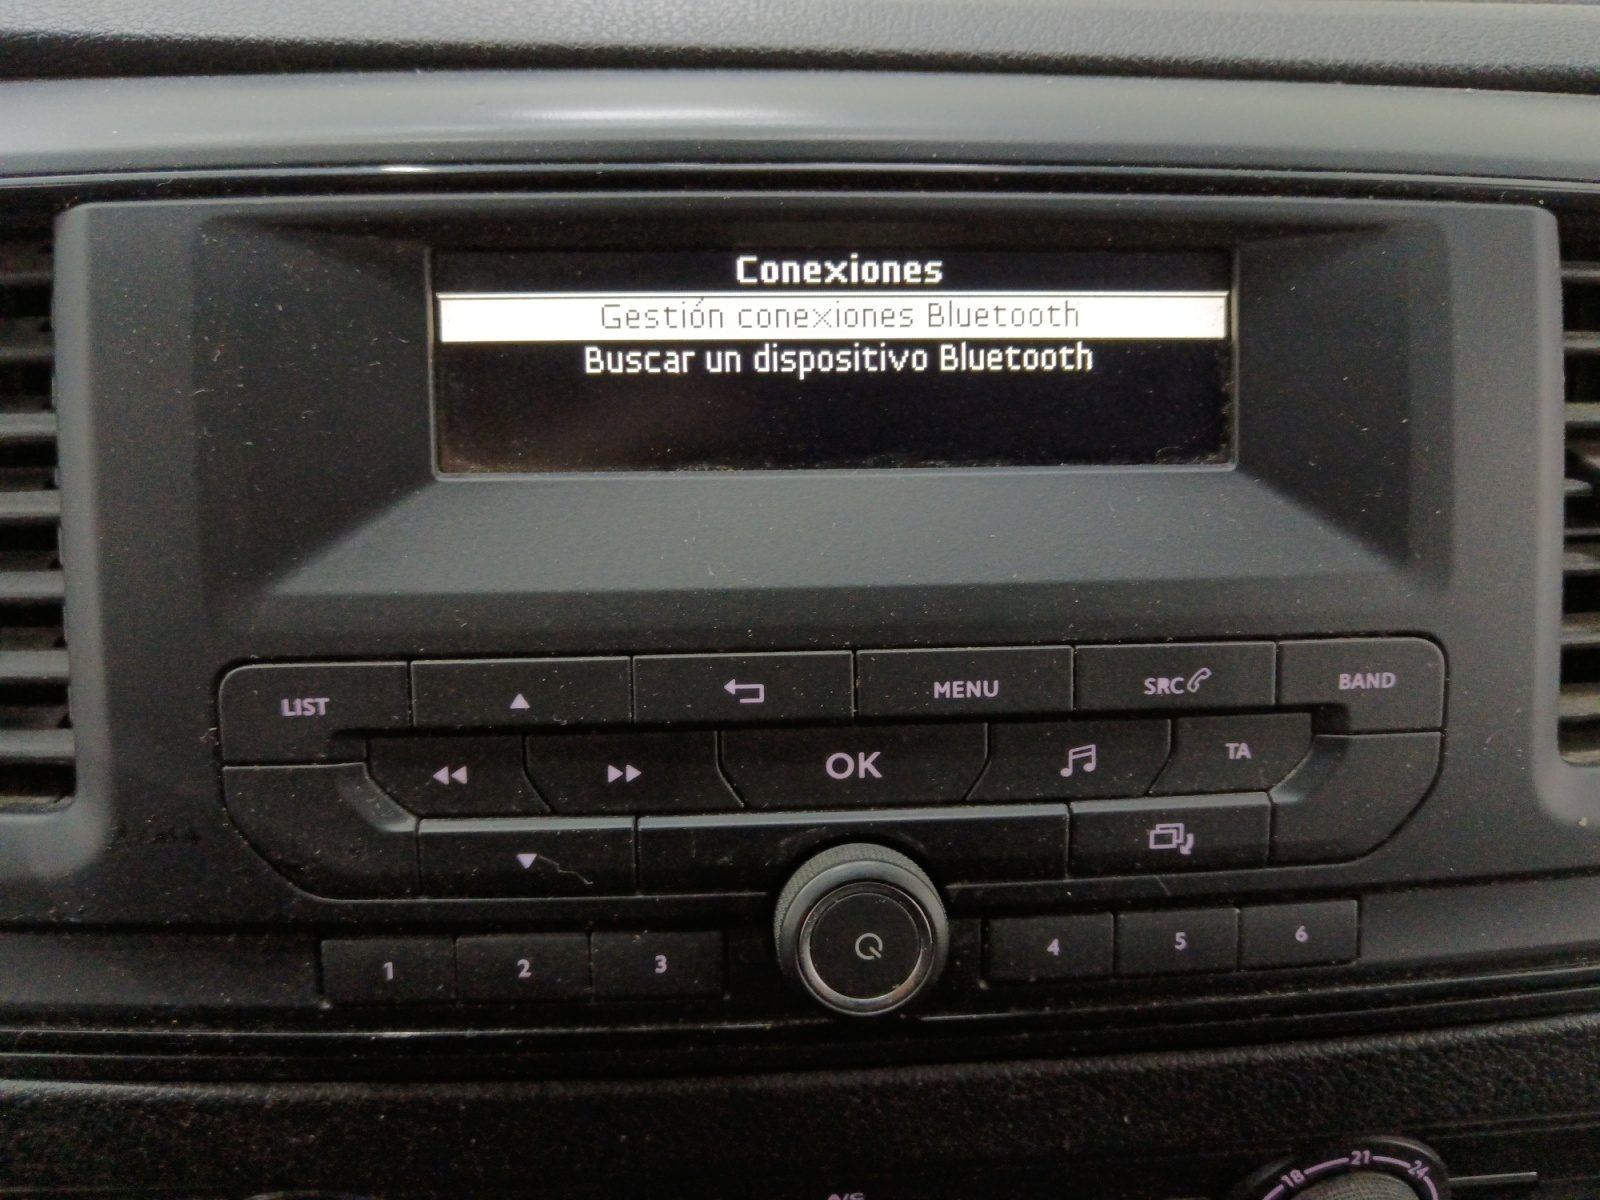 Conexiones
Gestión conexiones Bluetooth
Buscar un dispositivo Bluetooth
LIST
MENU
SRC
BAND
OK
TA
1
2
3
4
5
6
18 21 24
A/C